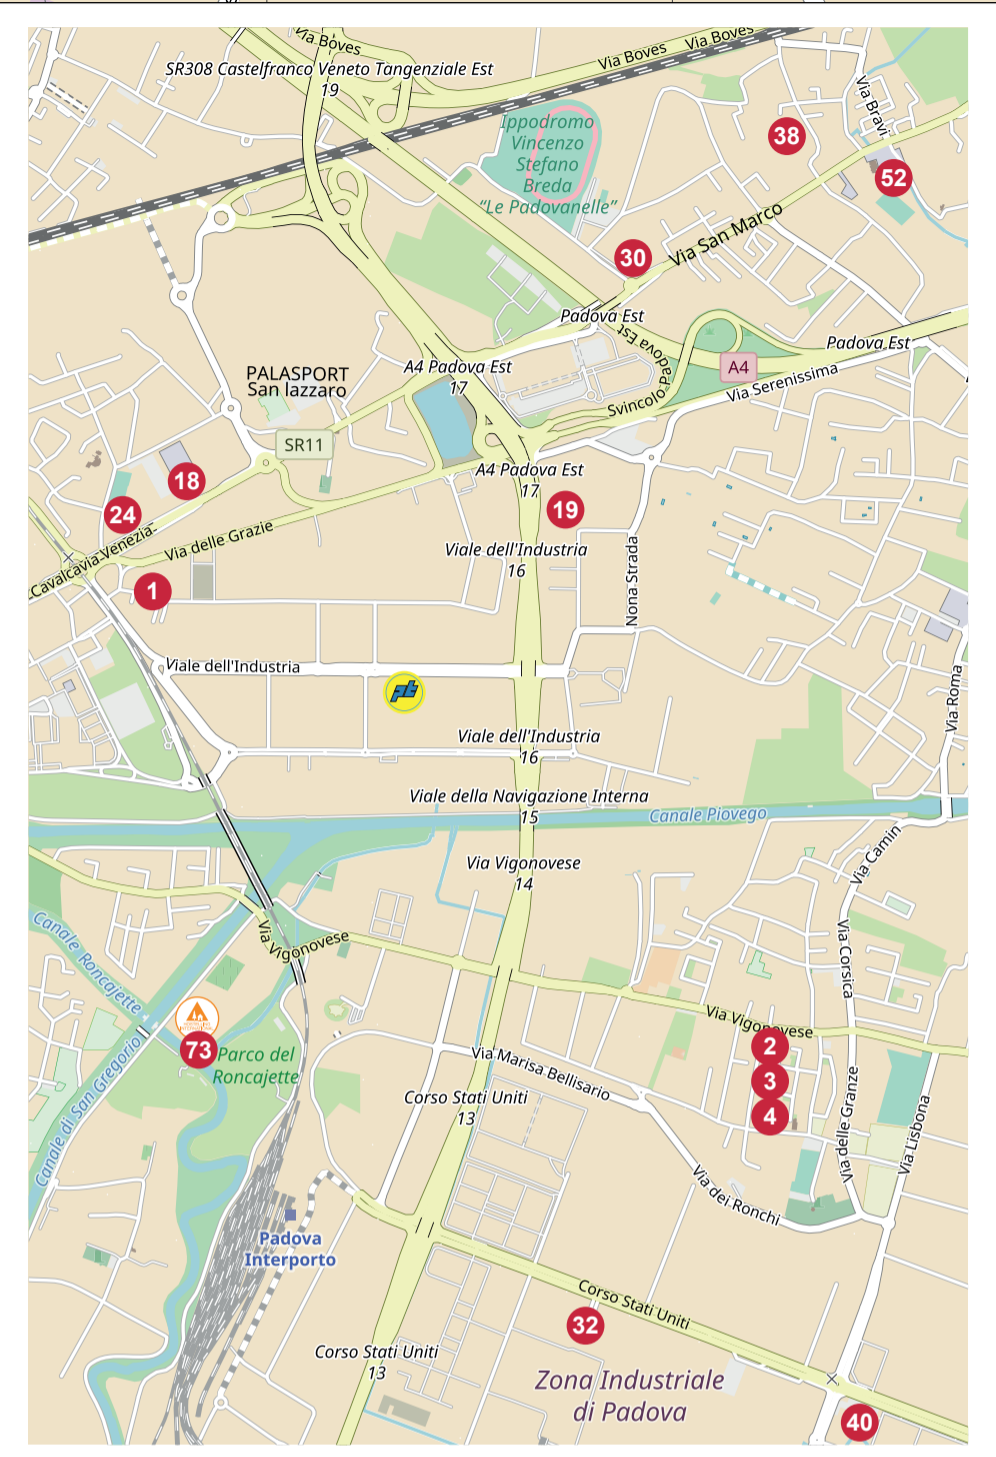 Via Boves
Via Boves
Via Boves
SR308 Castelfranco Veneto Tangenziale Est
19
Ippodromo
Vincenzo
Stefano
Breda
“Le Padovanelle”
Via Bravi
38
52
Via San Marco
30
Padova Est
Svincolo Padova Est
Padova Est
A4
Via Serenissima
A4 Padova Est
17
PALASPORT
San lazzaro
SR11
A4 Padova Est
17
18
24
19
Cavalcavia Venezia
Via delle Grazie
Viale dell'Industria
16
Nona Strada
1
Viale dell'Industria
pt
Via Roma
Viale dell'Industria
16
Viale della Navigazione Interna
15
Canale Piovego
Via Camin
Via Vigonovese
14
Canale Roncajette
Via Vigonovese
Via Corsica
Via Vigonovese
2
3
4
73
Parco del
Roncajette
Canale di San Gregorio
Via Marisa Bellisario
Corso Stati Uniti
13
Via delle Granze
Via Lisbona
Via dei Ronchi
Padova
Interporto
Corso Stati Uniti
32
Corso Stati Uniti
13
Zona Industriale
di Padova
40